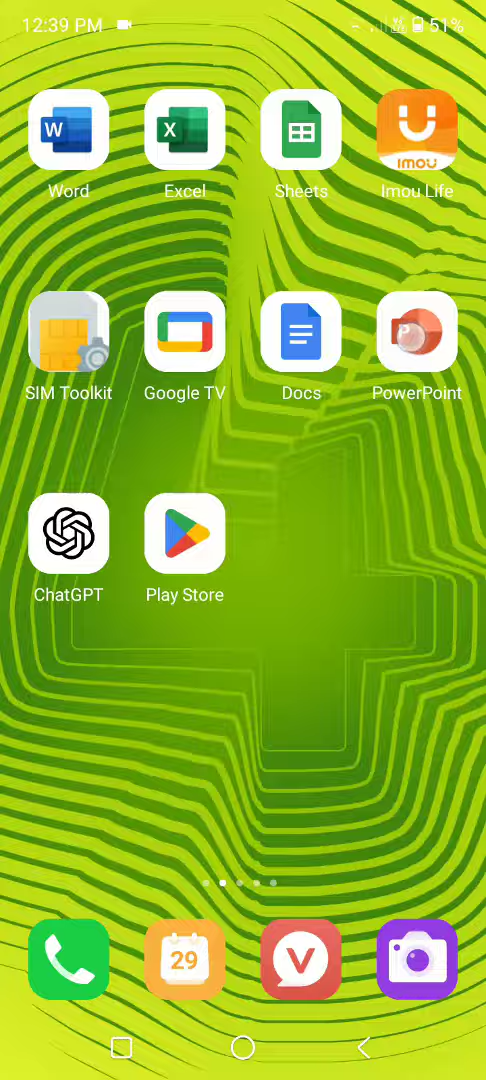 12:39 PM 51%
W X
imou
Word Excel Sheets Imou Life
SIM Toolkit Google TV Docs PowerPoint
ChatGPT Play Store
29 V